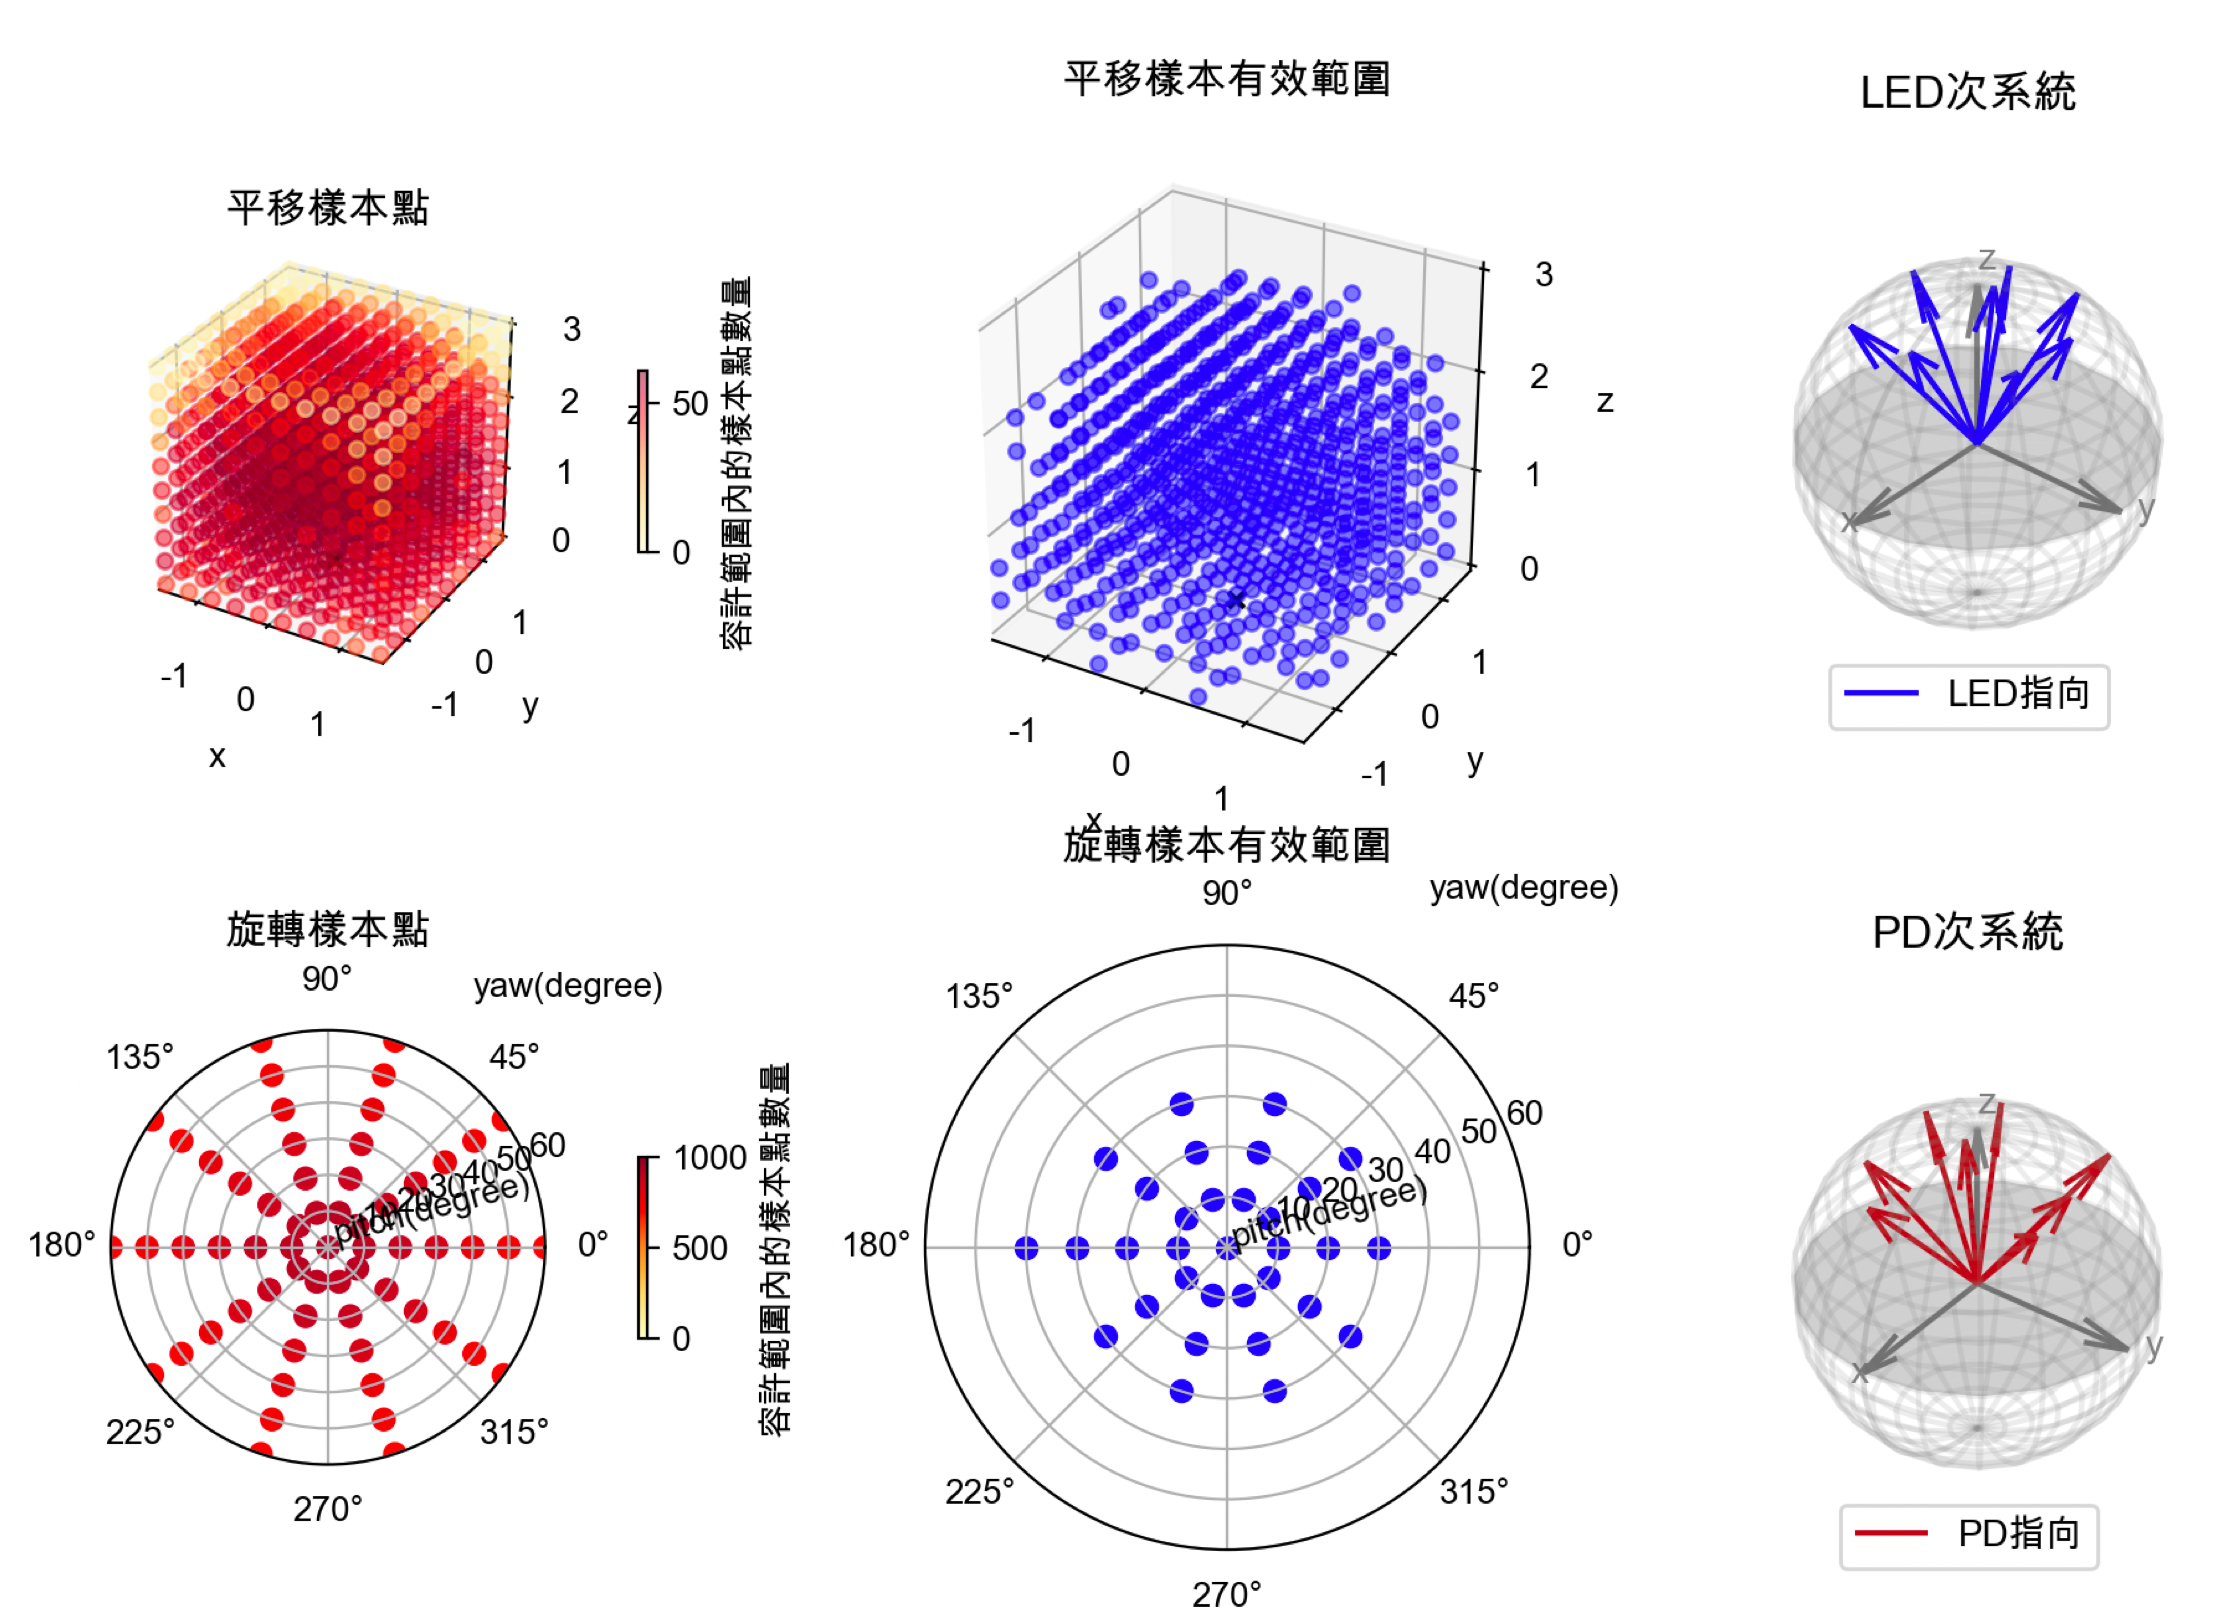 平移樣本點
3
2
1
0
z
-1
0
1
x
-1
0
1
y
50
0
容許範圍內的樣本點數量
平移樣本有效範圍
3
2
1
0
z
-1
0
1
x
-1
0
1
y
LED次系統
z
x
y
LED指向
旋轉樣本點
yaw(degree)
90°
45°
135°
180°
0°
225°
315°
270°
10
20
30
40
50
60
pitch(degree)
1000
500
0
容許範圍內的樣本點數量
旋轉樣本有效範圍
yaw(degree)
90°
45°
135°
180°
0°
225°
315°
270°
10
20
30
40
50
60
pitch(degree)
PD次系統
z
x
y
PD指向